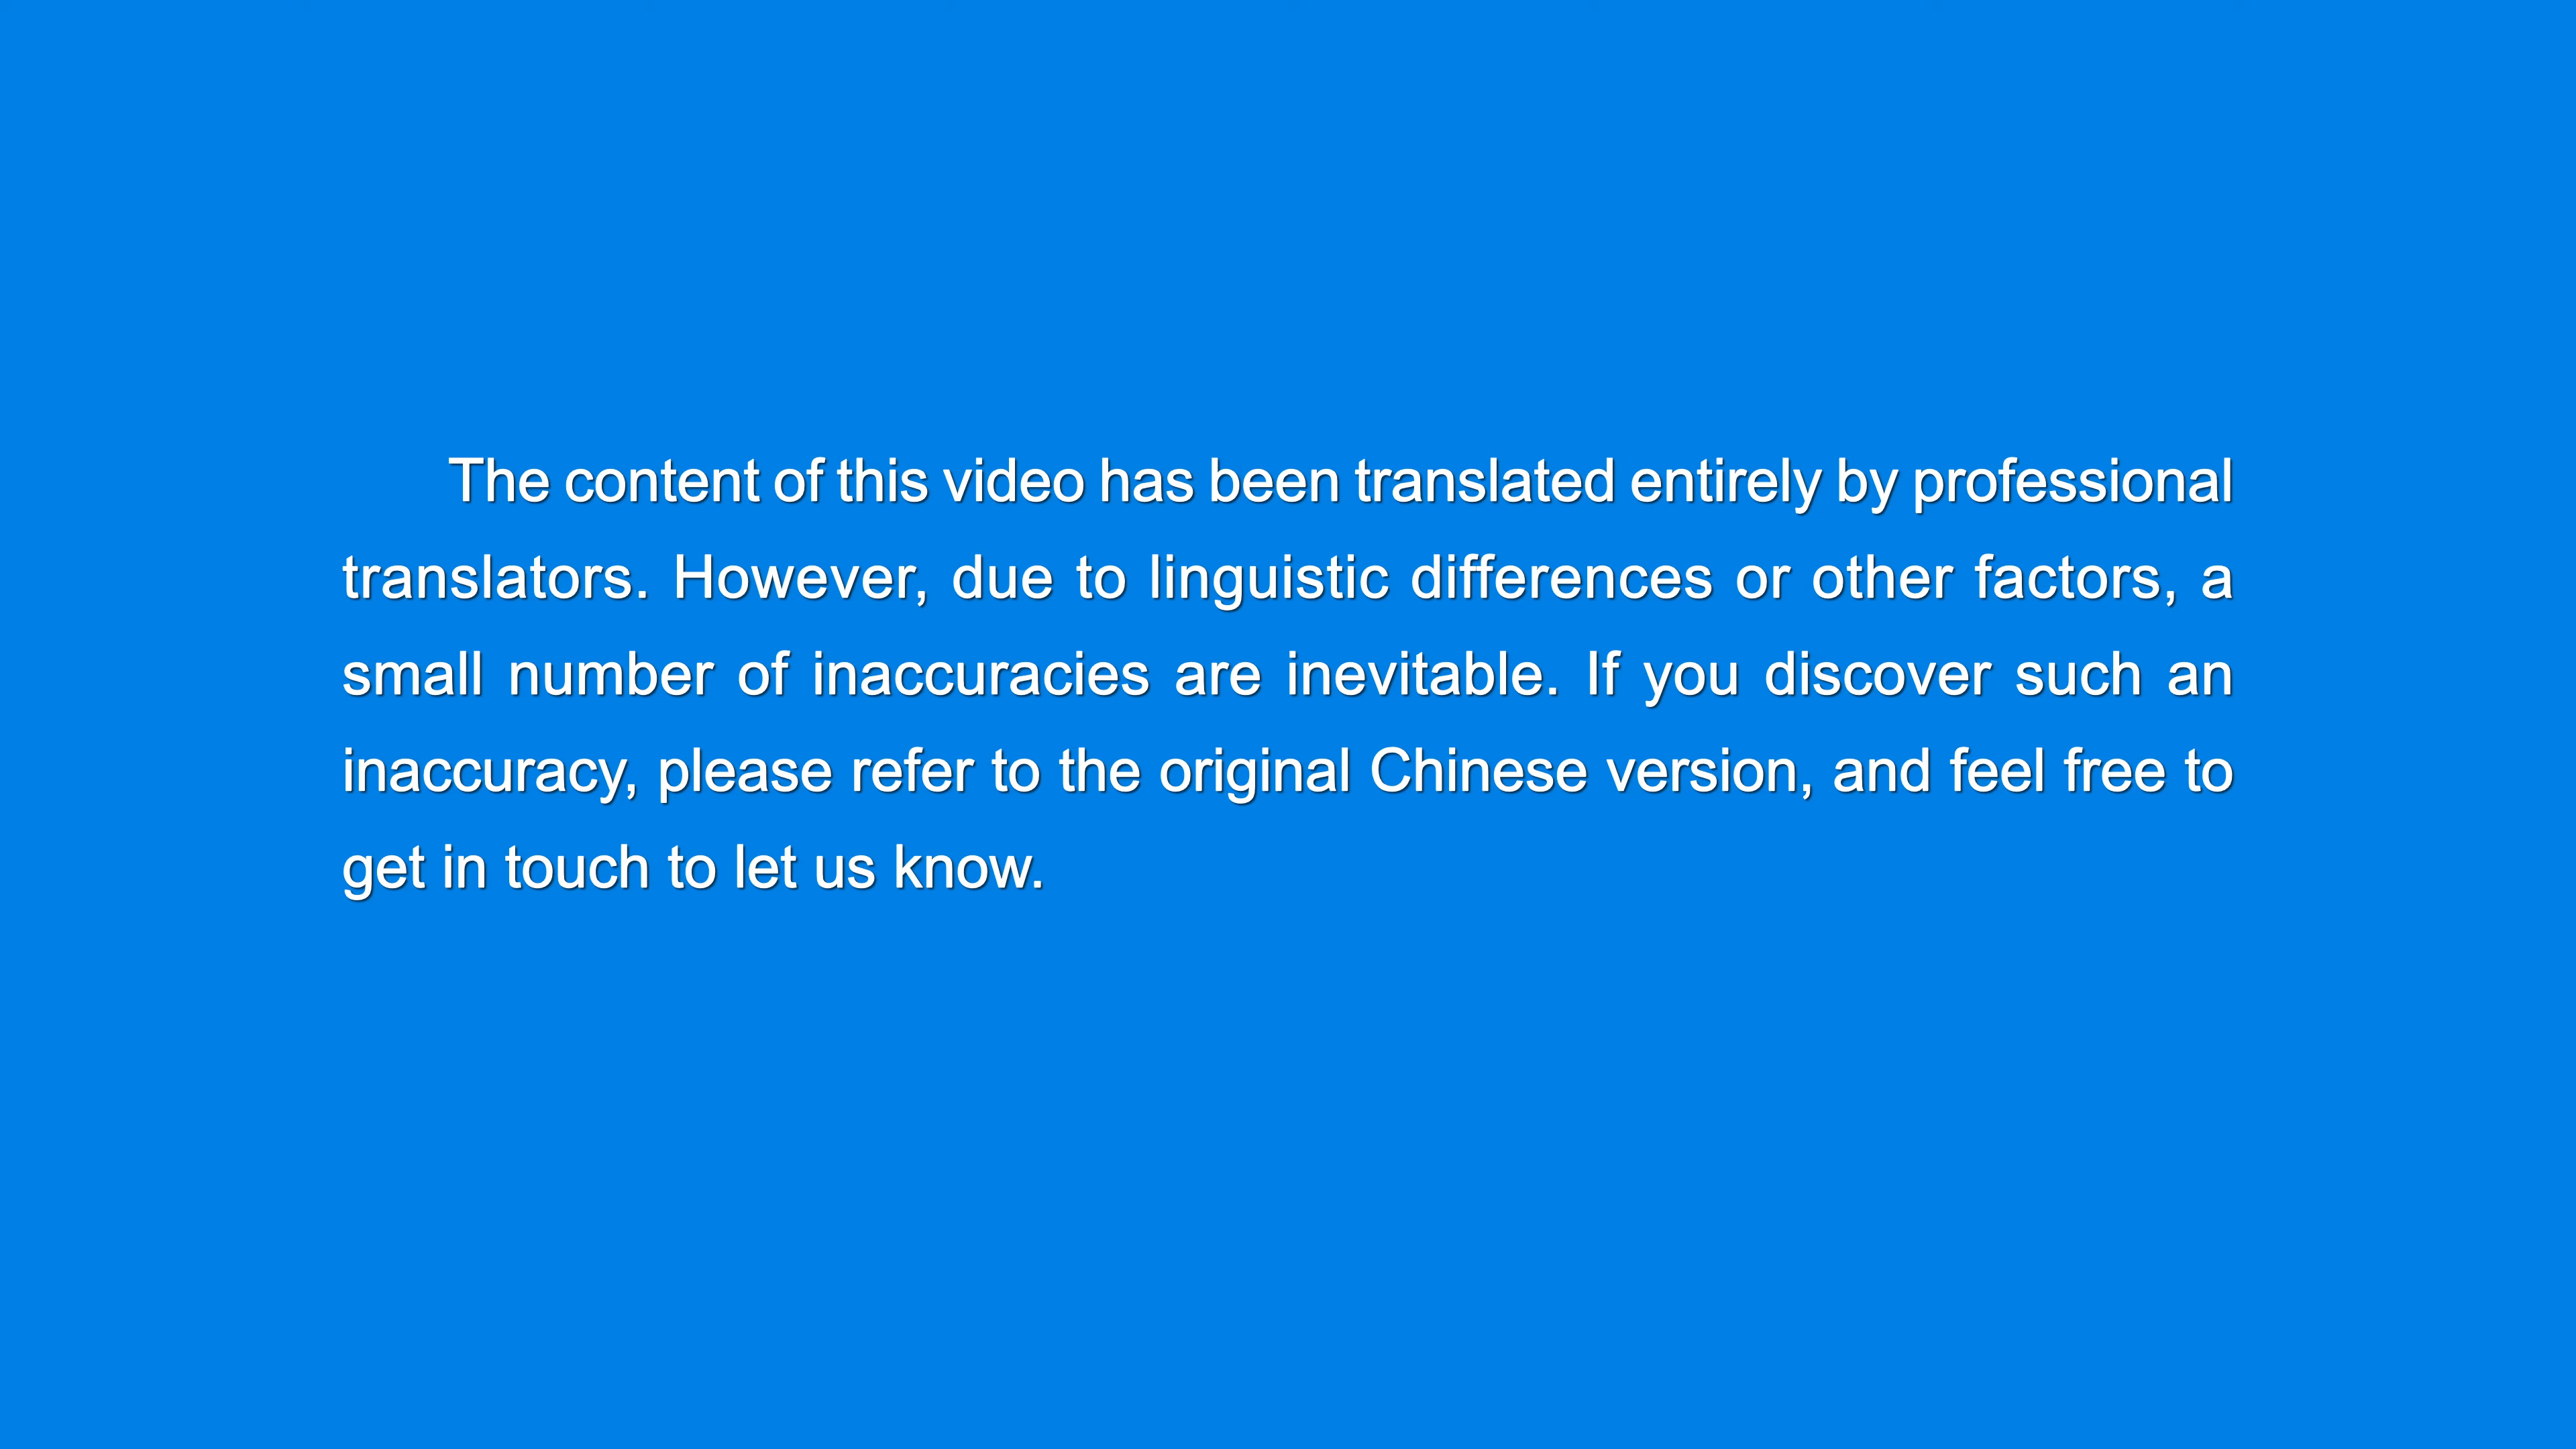 The content of this video has been translated entirely by professional
translators. However, due to linguistic differences or other factors, a
small number of inaccuracies are inevitable. If you discover such an
inaccuracy, please refer to the original Chinese version, and feel free to
get in touch to let us know.